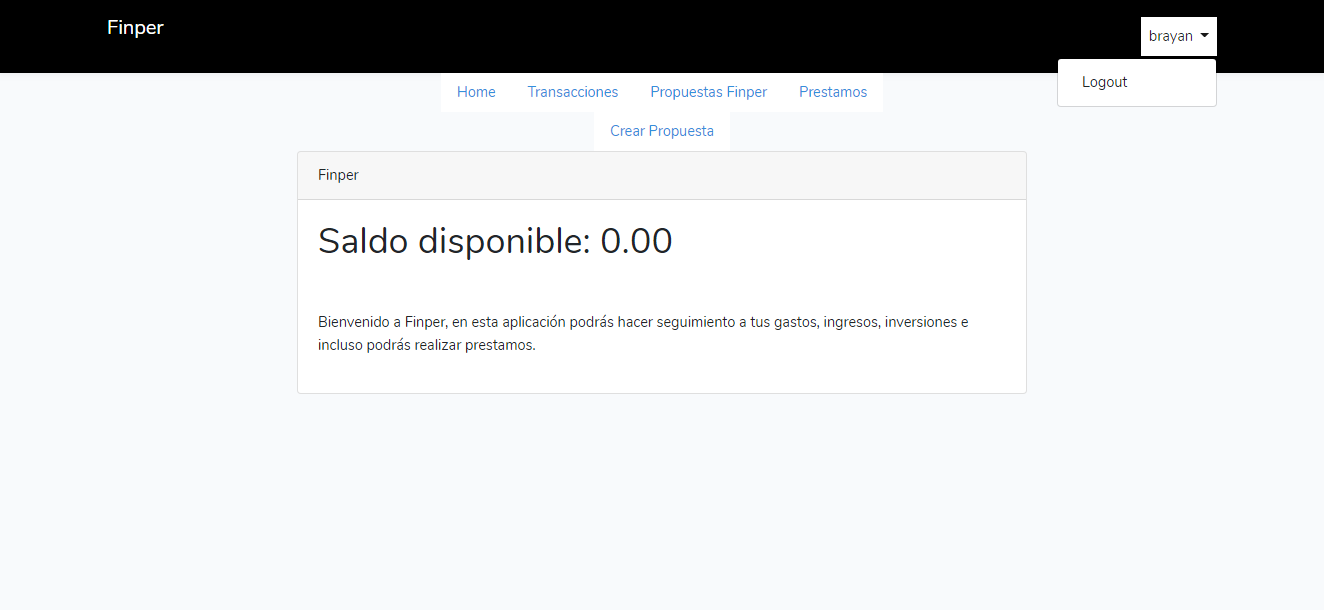 Finper
brayan
Logout
Home Transacciones Propuestas Finper Prestamos
Crear Propuesta
Finper
Saldo disponible: 0.00
Bienvenido a Finper, en esta aplicación podrás hacer seguimiento a tus gastos, ingresos, inversiones e
incluso podrás realizar prestamos.